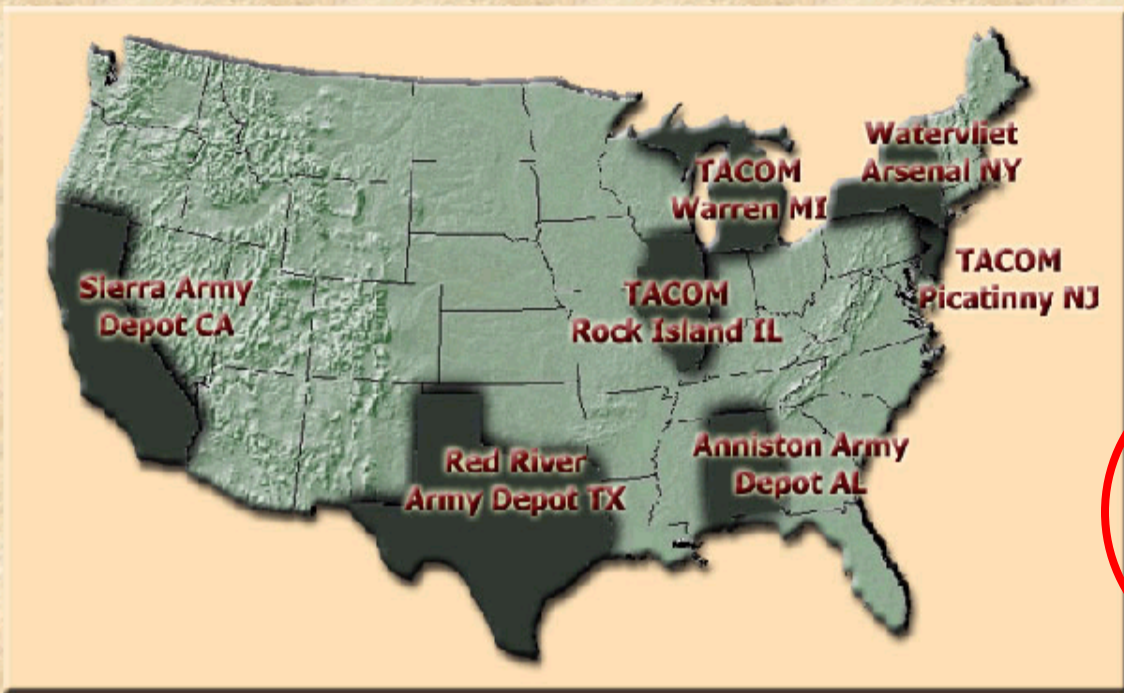 Watervliet
Arsenal NY
TACOM
Warren MI
TACOM
Picatinny NJ
Sierra Army
Depot CA
TACOM
Rock Island IL
Anniston Army
Depot AL
Red River
Army Depot TX